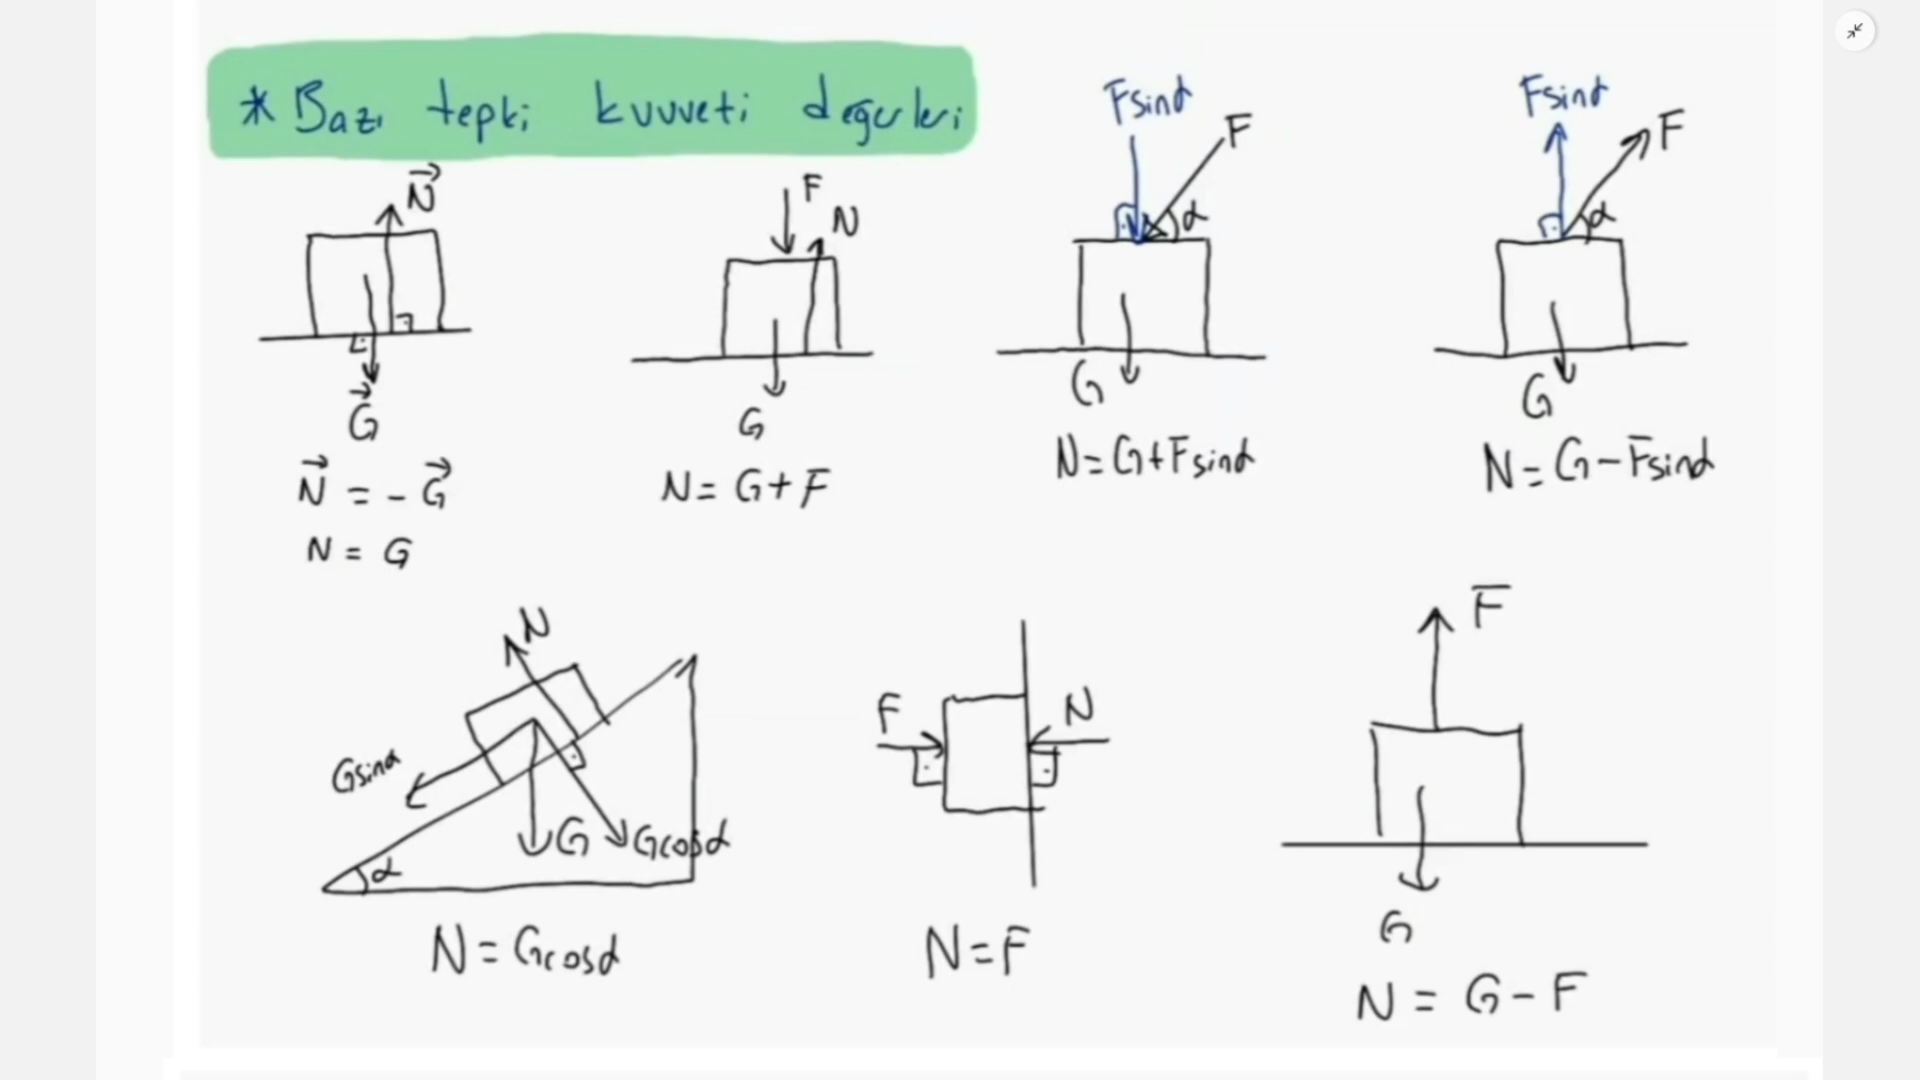 * Bazı tepki kuvveti değerleri
N
G
N = - G
N = G
F
N
G
N = G + F
Fsinα
F
α
G
N = G + Fsinα
Fsinα
F
α
G
N = G - Fsinα
N
Gsinα
G
Gcosα
α
N = Gcosα
F
N
N = F
F
G
N = G - F